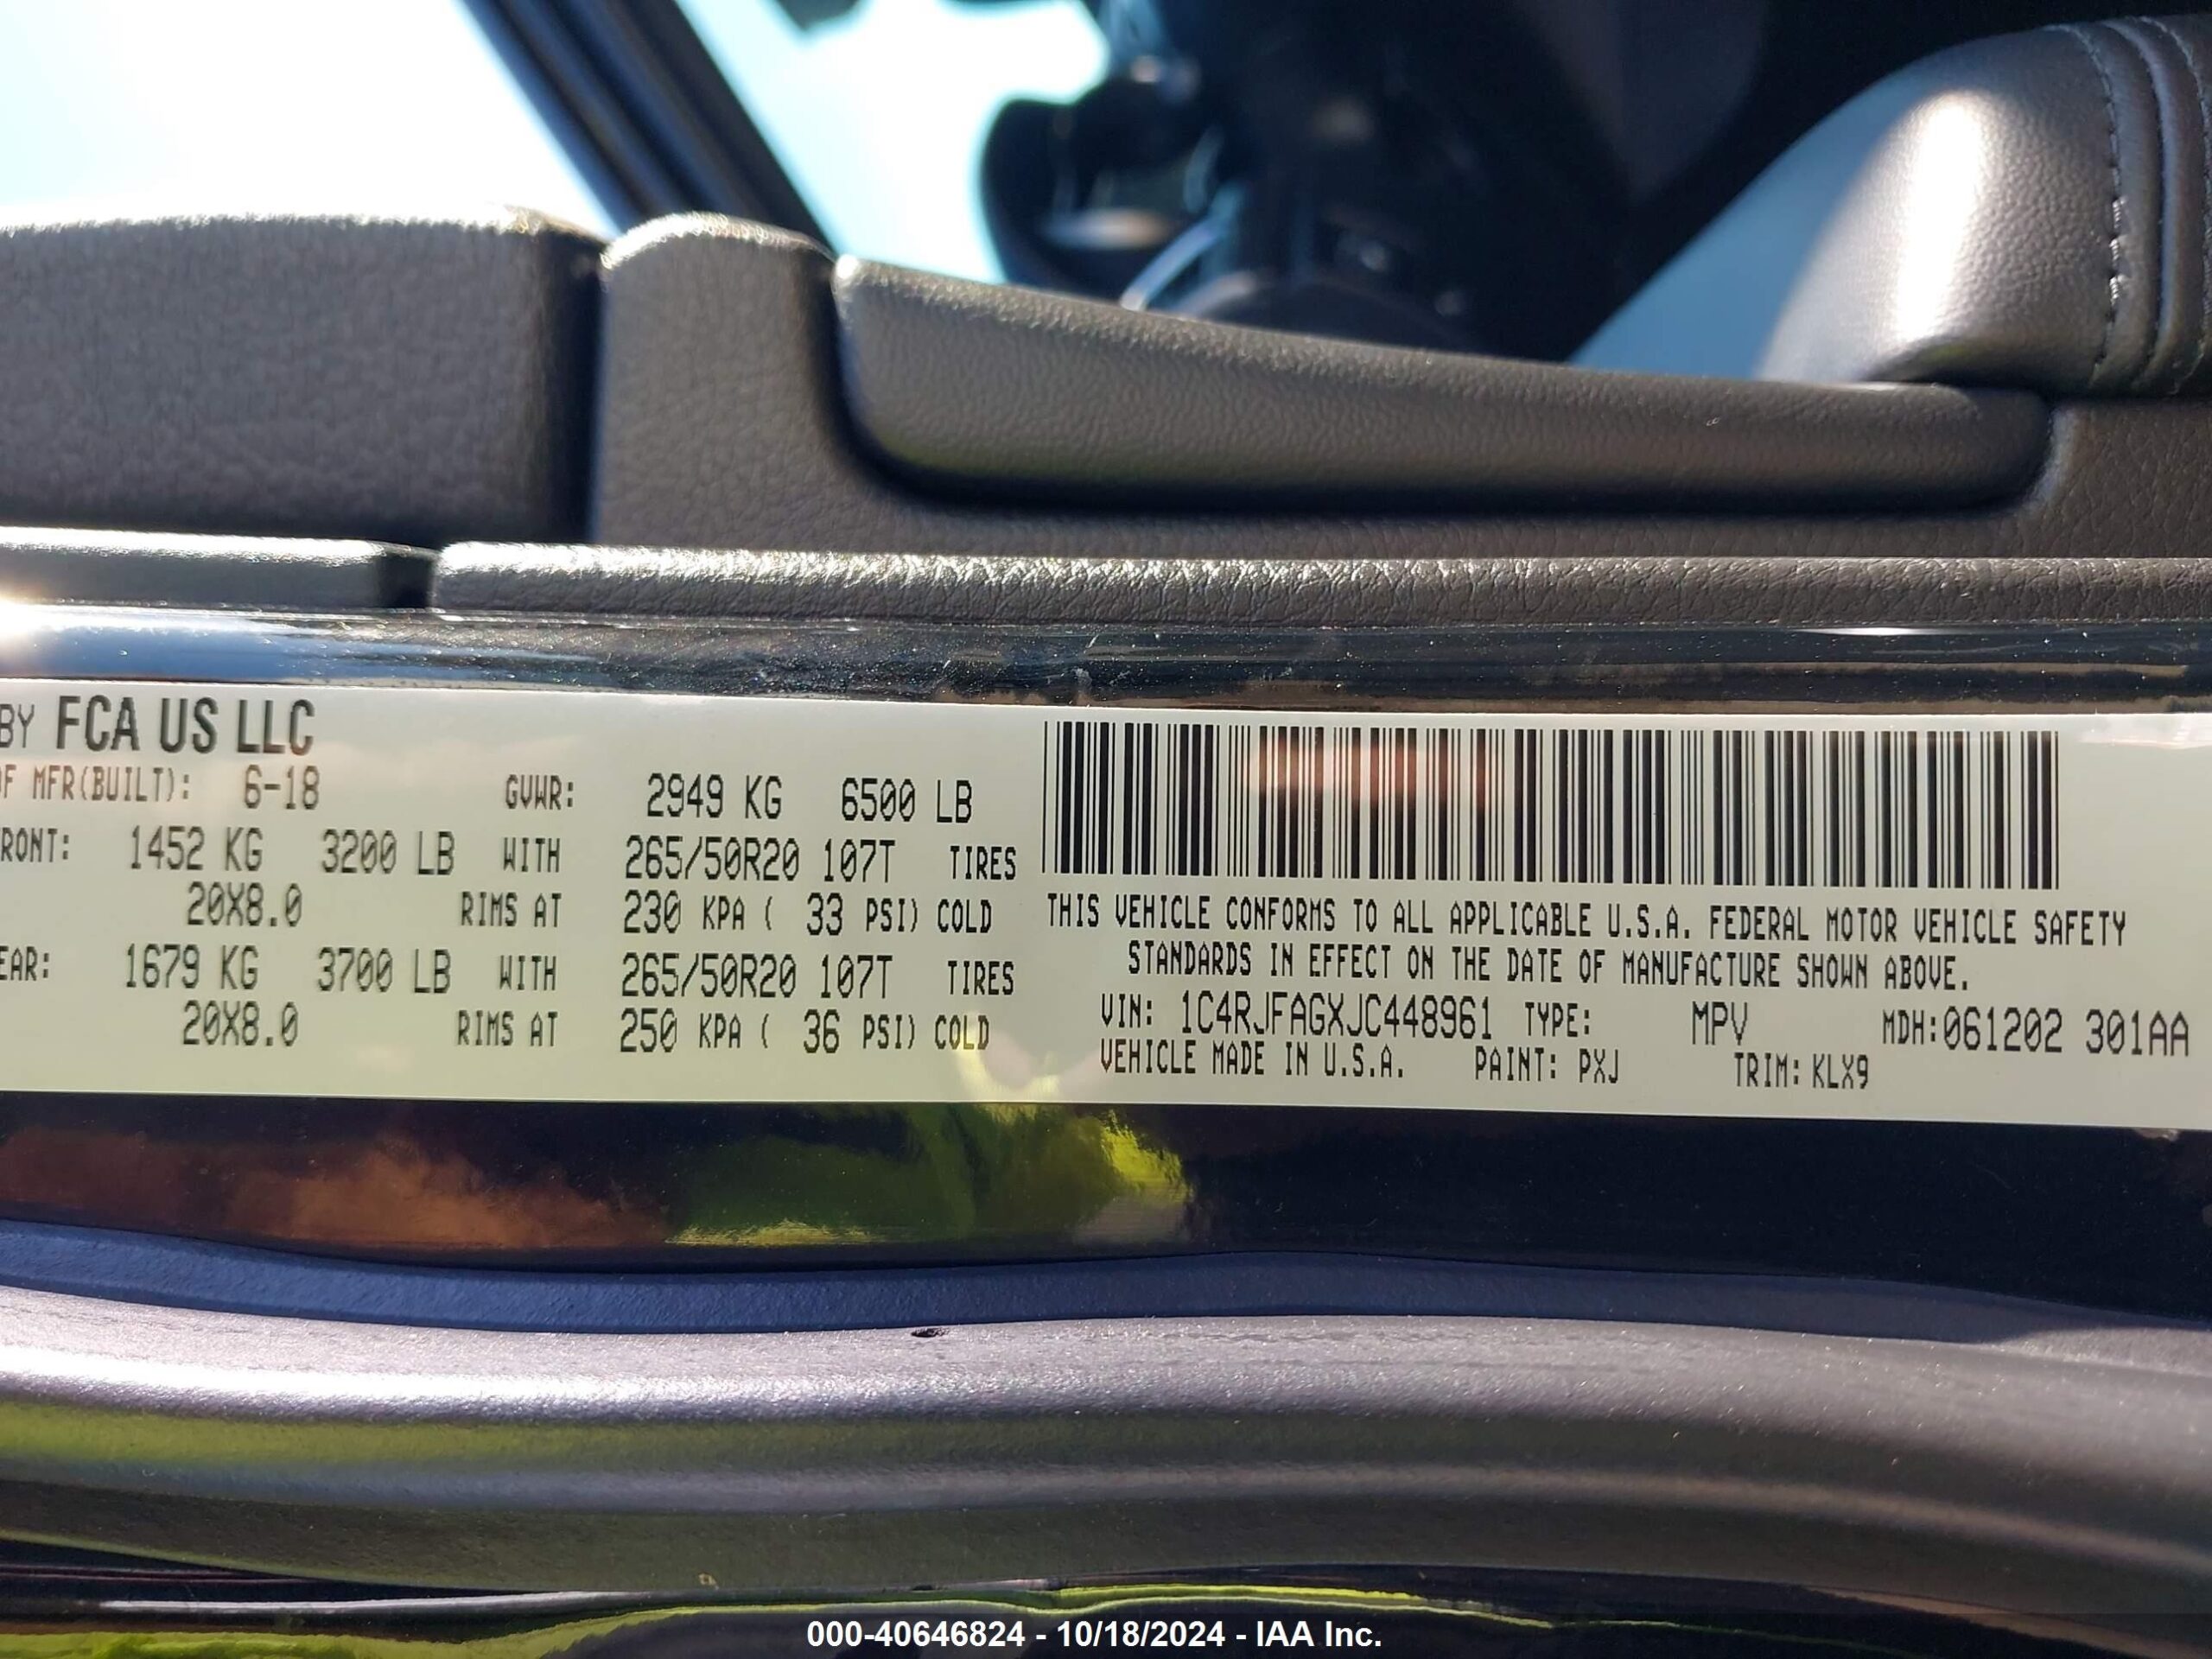 BY FCA US LLC
OF MFR(BUILT): 6-18 GVWR: 2949 KG 6500 LB
RONT: 1452 KG 3200 LB WITH 265/50R20 107T TIRES
20X8.0 RIMS AT 230 KPA ( 33 PSI) COLD
EAR: 1679 KG 3700 LB WITH 265/50R20 107T TIRES
20X8.0 RIMS AT 250 KPA ( 36 PSI) COLD
THIS VEHICLE CONFORMS TO ALL APPLICABLE U.S.A. FEDERAL MOTOR VEHICLE SAFETY
STANDARDS IN EFFECT ON THE DATE OF MANUFACTURE SHOWN ABOVE.
VIN: 1C4RJFAGXJC448961 TYPE: MPV MDH:061202 301AA
VEHICLE MADE IN U.S.A. PAINT: PXJ TRIM: KLX9
000-40646824 - 10/18/2024 - IAA Inc.